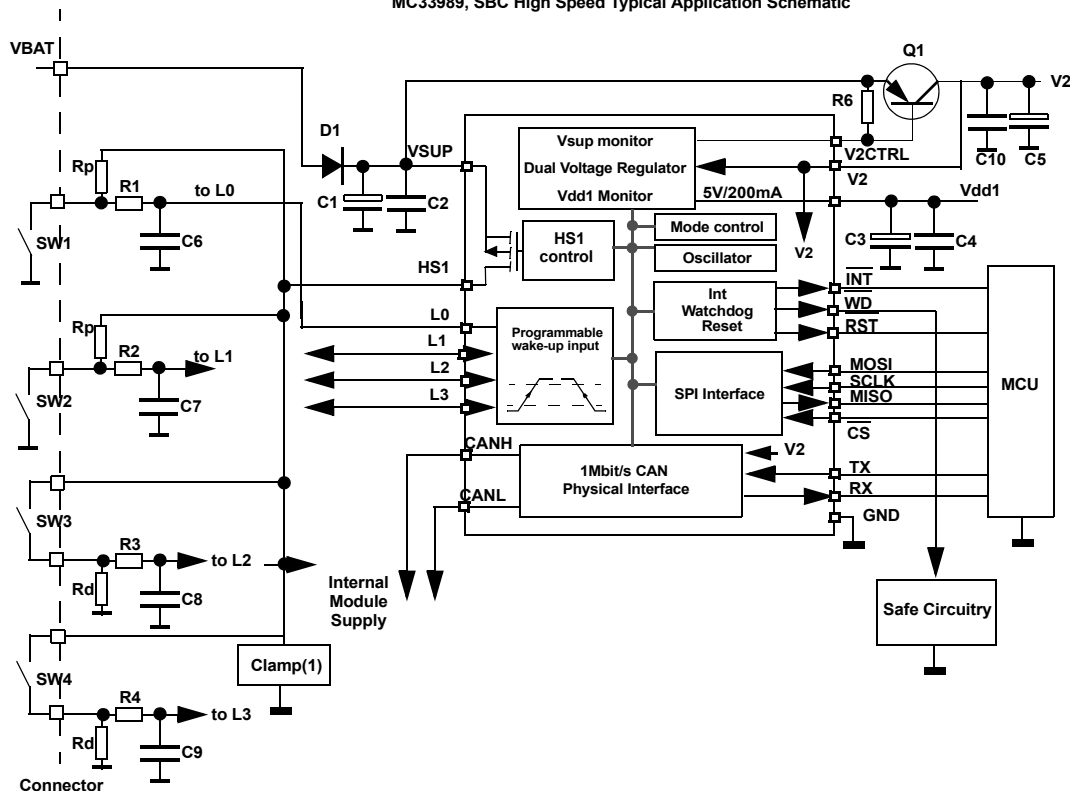 MC33989, SBC High Speed Typical Application Schematic
VBAT
Q1
V2
R6
D1
VSUP
Vsup monitor
Dual Voltage Regulator
Vdd1 Monitor
V2CTRL
V2
C10
C5
Rp
R1
to L0
C1
C2
5V/200mA
Vdd1
SW1
C6
HS1
control
Mode control
Oscillator
V2
C3
C4
HS1
INT
Int
Watchdog
Reset
WD
RST
Rp
L0
L1
L2
L3
Programmable
wake-up input
R2
to L1
SW2
C7
SPI Interface
MOSI
SCLK
MISO
CS
MCU
CANH
CANL
1Mbit/s CAN
Physical Interface
V2
TX
RX
GND
SW3
R3
to L2
Rd
C8
Internal
Module
Supply
Safe Circuitry
Clamp(1)
SW4
R4
to L3
Rd
C9
Connector